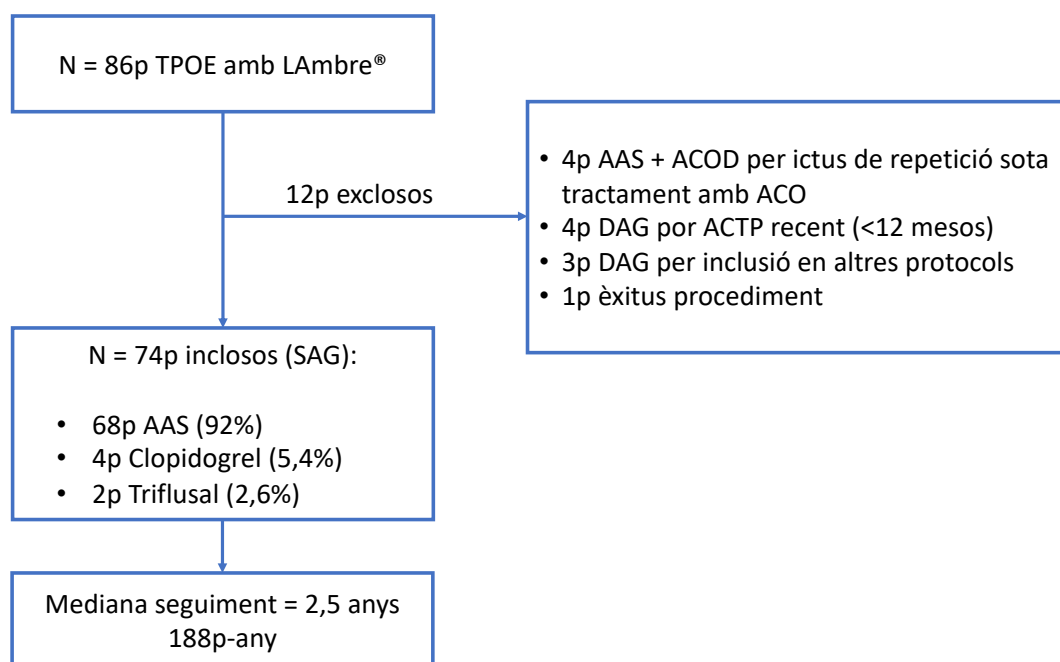 N = 86p TPOE amb LAmbre®
12p exclosos
• 4p AAS + ACOD per ictus de repetició sota
tractament amb ACO
• 4p DAG por ACTP recent (<12 mesos)
• 3p DAG per inclusió en altres protocols
• 1p èxitus procediment
N = 74p inclosos (SAG):
• 68p AAS (92%)
• 4p Clopidogrel (5,4%)
• 2p Triflusal (2,6%)
Mediana seguiment = 2,5 anys
188p-any